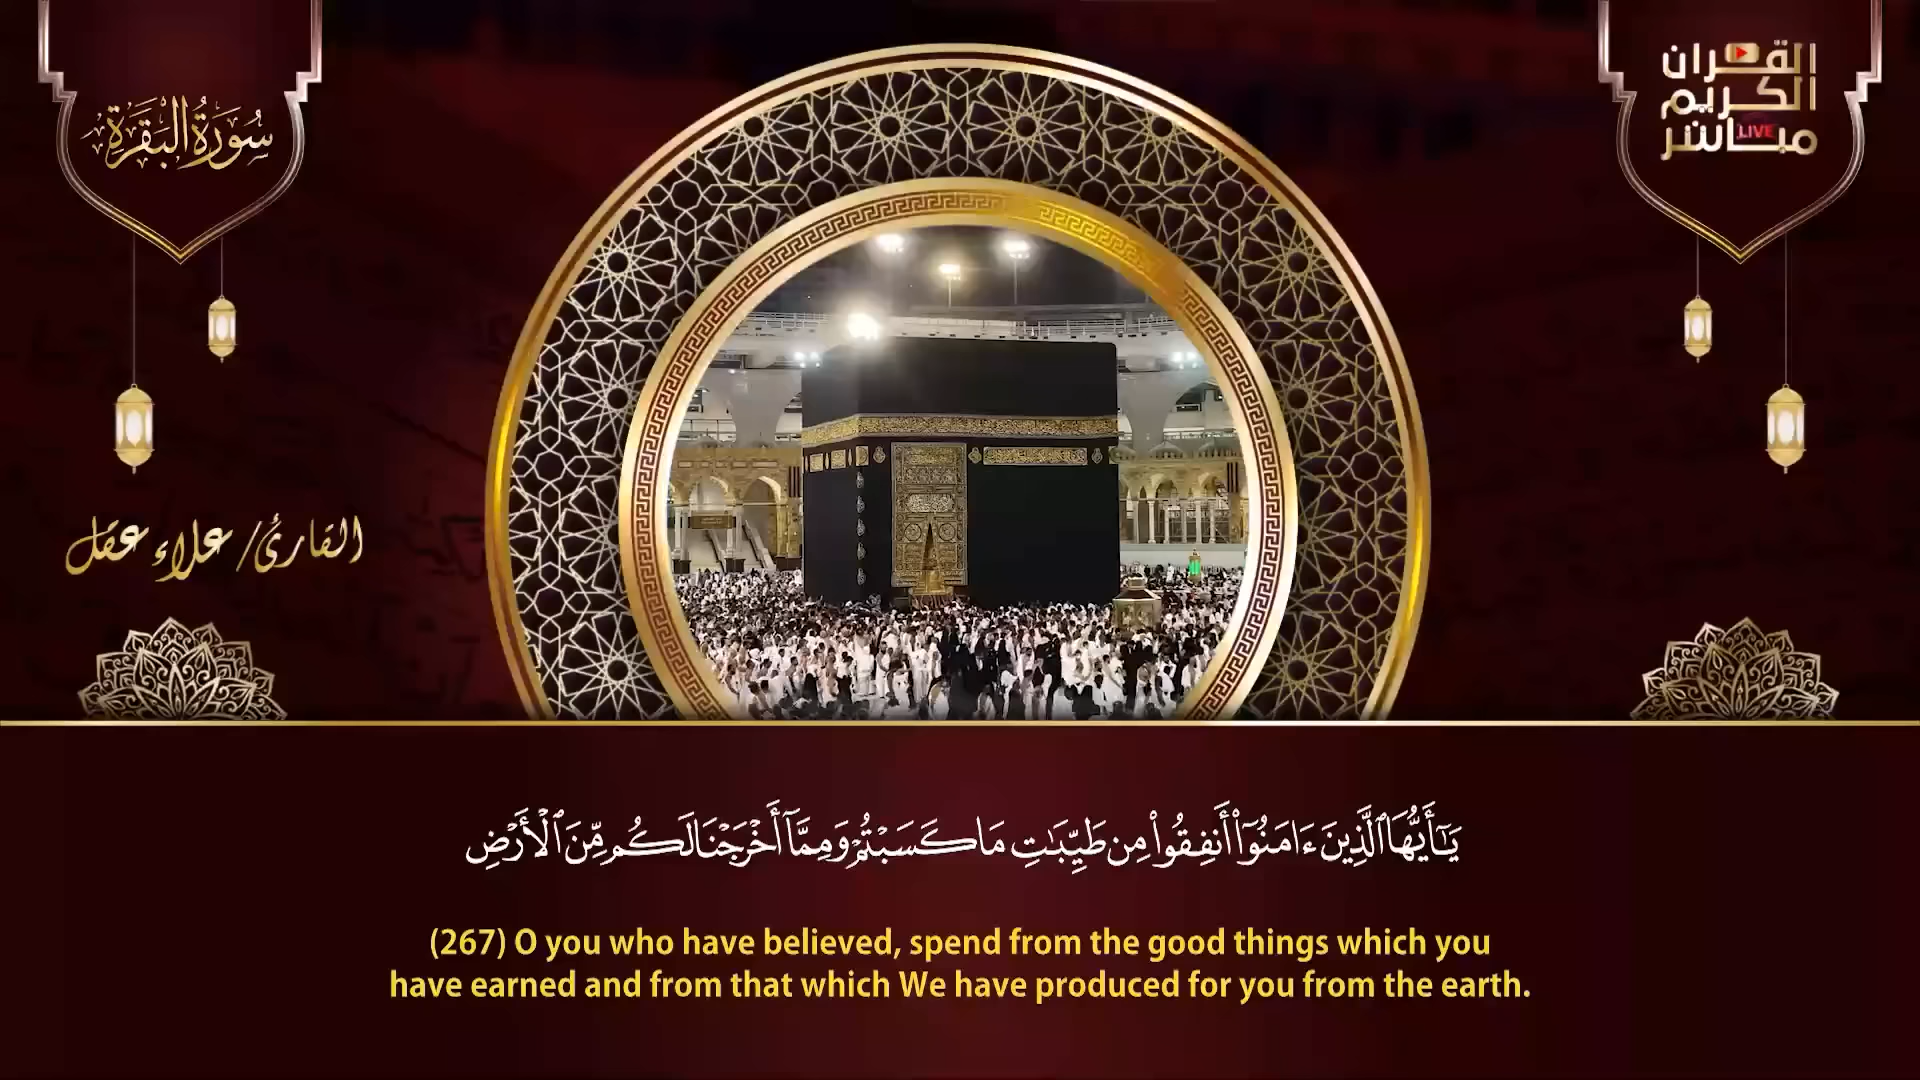 سُورَةُ البَقَرَةِ
القران
الكريم
مباشر
LIVE
القارئ/ علاء عقل
يَـٰٓأَيُّهَا ٱلَّذِينَ ءَامَنُوٓا۟ أَنفِقُوا۟ مِن طَيِّبَـٰتِ مَا كَسَبْتُمْ وَمِمَّآ أَخْرَجْنَا لَكُم مِّنَ ٱلْأَرْضِ
(267) O you who have believed, spend from the good things which you
have earned and from that which We have produced for you from the earth.